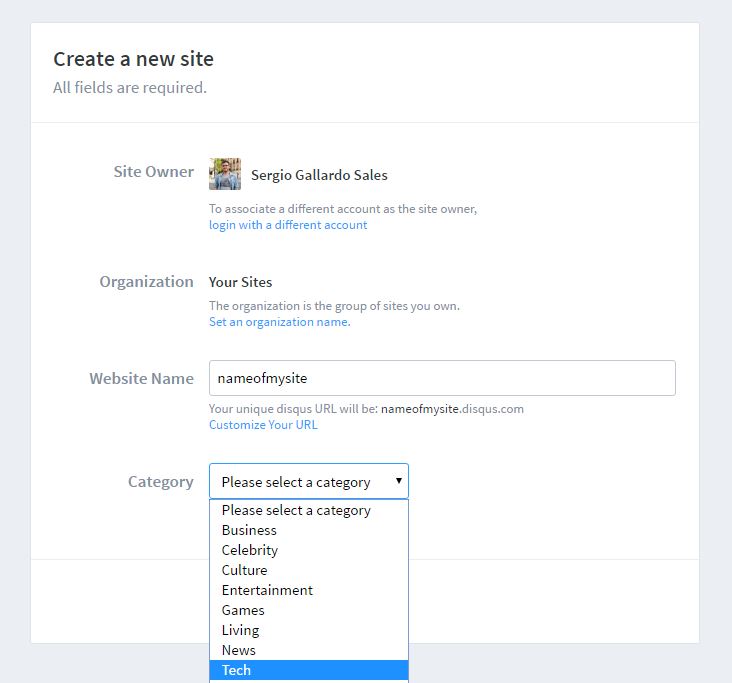 Create a new site
All fields are required.
Site Owner
Sergio Gallardo Sales
To associate a different account as the site owner,
login with a different account
Organization
Your Sites
The organization is the group of sites you own.
Set an organization name.
Website Name
nameofmysite
Your unique disqus URL will be: nameofmysite.disqus.com
Customize Your URL
Category
Please select a category
Please select a category
Business
Celebrity
Culture
Entertainment
Games
Living
News
Tech